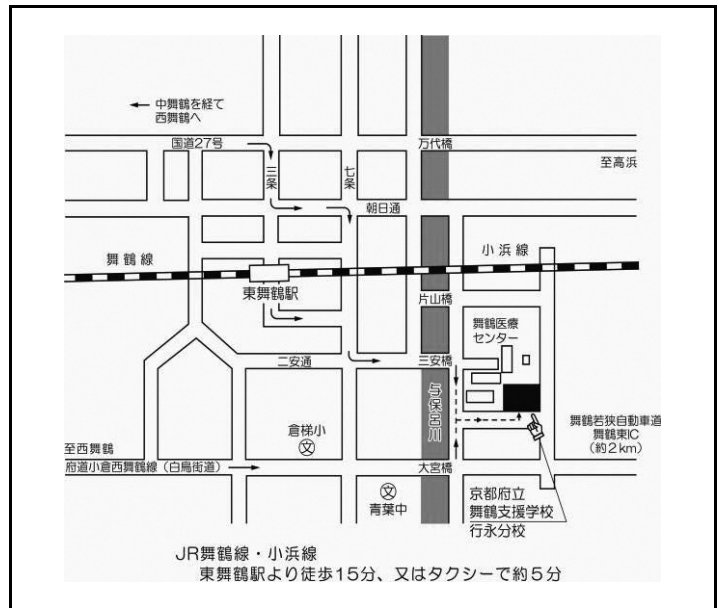 ← 中舞鶴を経て
西舞鶴へ
国道27号
万代橋
至高浜
三条
七条
朝日通
舞鶴線
小浜線
東舞鶴駅
片山橋
舞鶴医療
センター
二安通
三安橋
与保呂川
倉梯小
文
舞鶴若狭自動車道
舞鶴東IC
(約2km)
至西舞鶴
府道小倉西舞鶴線(白鳥街道)
大宮橋
文
青葉中
京都府立
舞鶴支援学校
行永分校
JR舞鶴線・小浜線
東舞鶴駅より徒歩15分、又はタクシーで約5分